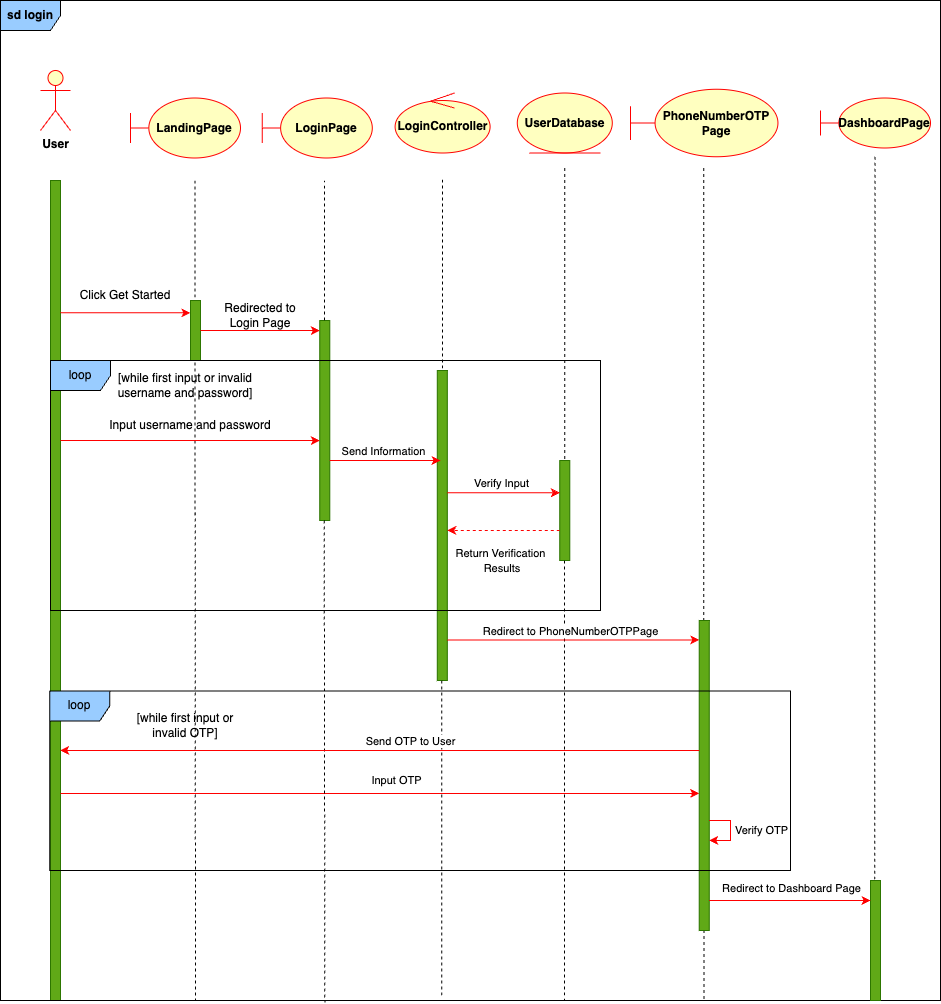 sd login
User
LandingPage
LoginPage
LoginController
UserDatabase
PhoneNumberOTP
Page
DashboardPage
Click Get Started
Redirected to
Login Page
loop
[while first input or invalid
username and password]
Input username and password
Send Information
Verify Input
Return Verification
Results
Redirect to PhoneNumberOTPPage
loop
[while first input or
invalid OTP]
Send OTP to User
Input OTP
Verify OTP
Redirect to Dashboard Page